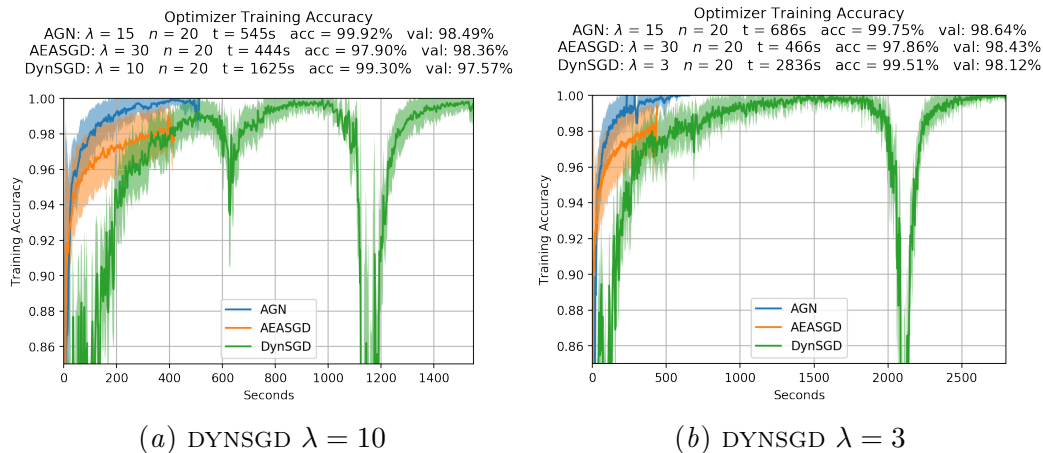 Optimizer Training Accuracy
AGN: λ = 15 n = 20 t = 545s acc = 99.92% val: 98.49%
AEASGD: λ = 30 n = 20 t = 444s acc = 97.90% val: 98.36%
DynSGD: λ = 10 n = 20 t = 1625s acc = 99.30% val: 97.57%
1.00
0.98
0.96
0.94
0.92
0.90
0.88
0.86
Training Accuracy
AGN
AEASGD
DynSGD
0 200 400 600 800 1000 1200 1400
Seconds
(a) DYNSGD λ = 10
Optimizer Training Accuracy
AGN: λ = 15 n = 20 t = 686s acc = 99.75% val: 98.64%
AEASGD: λ = 30 n = 20 t = 466s acc = 97.86% val: 98.43%
DynSGD: λ = 3 n = 20 t = 2836s acc = 99.51% val: 98.12%
1.00
0.98
0.96
0.94
0.92
0.90
0.88
0.86
Training Accuracy
AGN
AEASGD
DynSGD
0 500 1000 1500 2000 2500
Seconds
(b) DYNSGD λ = 3